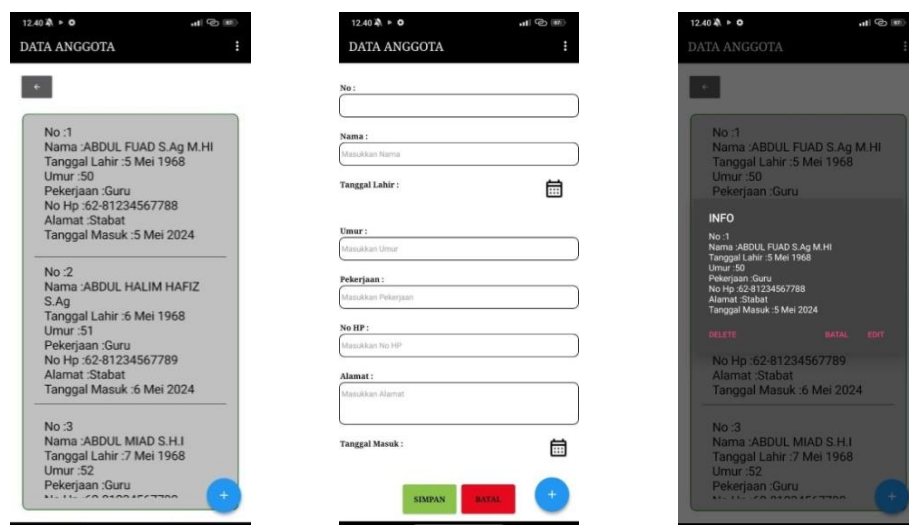 12.40
DATA ANGGOTA
No :1
Nama :ABDUL FUAD S.Ag M.HI
Tanggal Lahir :5 Mei 1968
Umur :50
Pekerjaan :Guru
No Hp :62-81234567788
Alamat :Stabat
Tanggal Masuk :5 Mei 2024
No :2
Nama :ABDUL HALIM HAFIZ
S.Ag
Tanggal Lahir :6 Mei 1968
Umur :51
Pekerjaan :Guru
No Hp :62-81234567789
Alamat :Stabat
Tanggal Masuk :6 Mei 2024
No :3
Nama :ABDUL MIAD S.H.I
Tanggal Lahir :7 Mei 1968
Umur :52
Pekerjaan :Guru
+
12.40
DATA ANGGOTA
No :
Nama :
Masukkan Nama
Tanggal Lahir :
Umur :
Masukkan Umur
Pekerjaan :
Masukkan Pekerjaan
No HP :
Masukkan No HP
Alamat :
Masukkan Alamat
Tanggal Masuk :
SIMPAN BATAL +
12.40
DATA ANGGOTA
No :1
Nama :ABDUL FUAD S.Ag M.HI
Tanggal Lahir :5 Mei 1968
Umur :50
Pekerjaan :Guru
INFO
No :1
Nama :ABDUL FUAD S.Ag M.HI
Tanggal Lahir :5 Mei 1968
Umur :50
Pekerjaan :Guru
No Hp :62-81234567788
Alamat :Stabat
Tanggal Masuk :5 Mei 2024
DELETE BATAL EDIT
No Hp :62-81234567789
Alamat :Stabat
Tanggal Masuk :6 Mei 2024
No :3
Nama :ABDUL MIAD S.H.I
Tanggal Lahir :7 Mei 1968
Umur :52
Pekerjaan :Guru
+